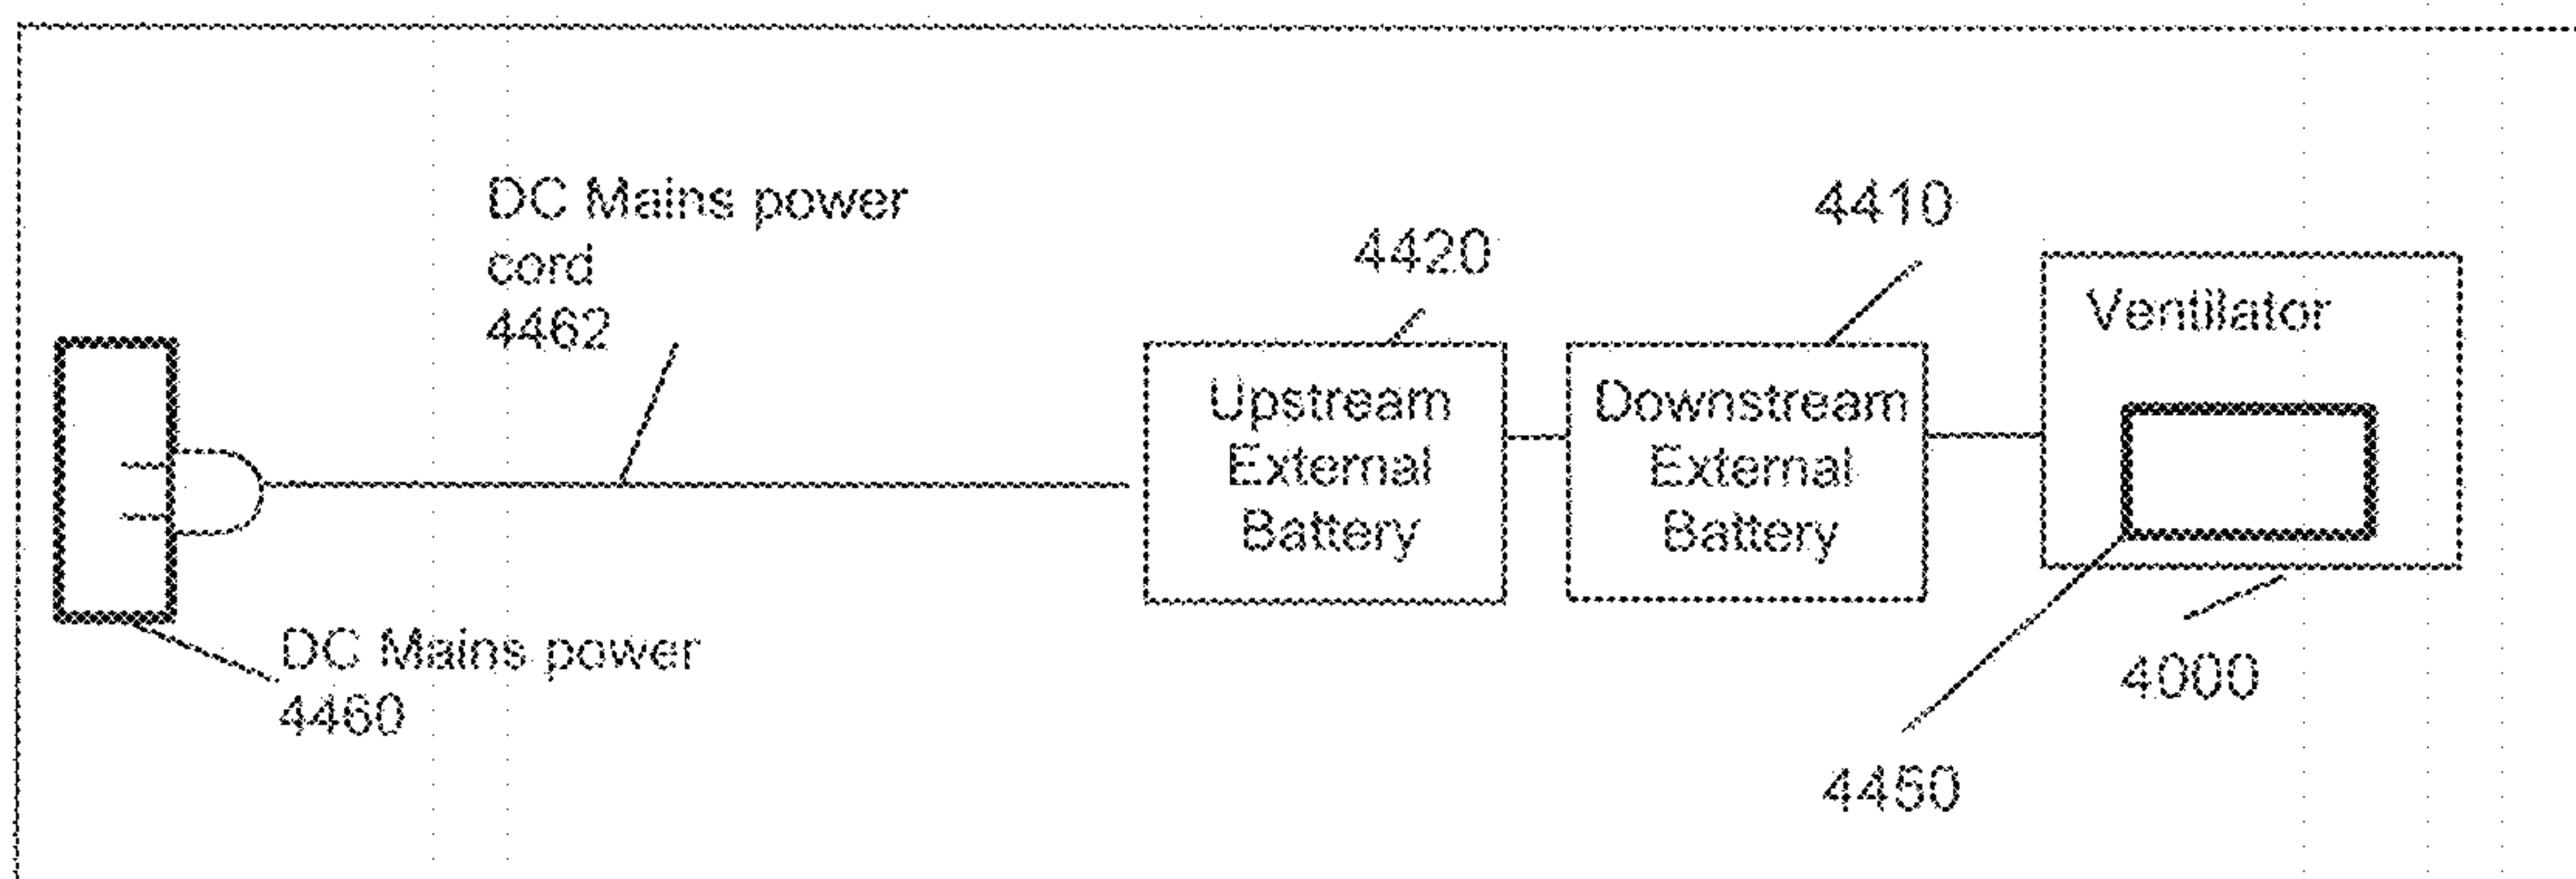 DC Mains power
cord
4462
4420
4410
Ventilator
Upstream
External
Battery
Downstream
External
Battery
DC Mains power
4460
4000
4450